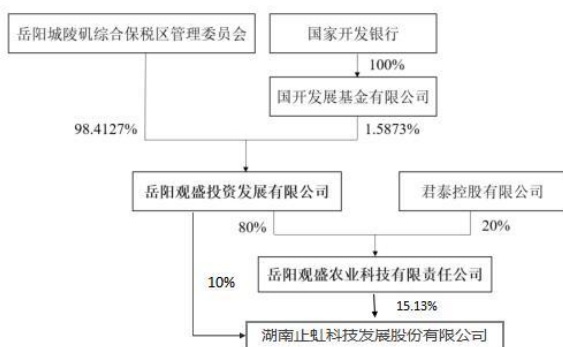 岳阳城陵矶综合保税区管理委员会
国家开发银行
100%
国开发展基金有限公司
98.4127%
1.5873%
岳阳观盛投资发展有限公司
君泰控股有限公司
80%
20%
岳阳观盛农业科技有限责任公司
10%
15.13%
湖南正虹科技发展股份有限公司